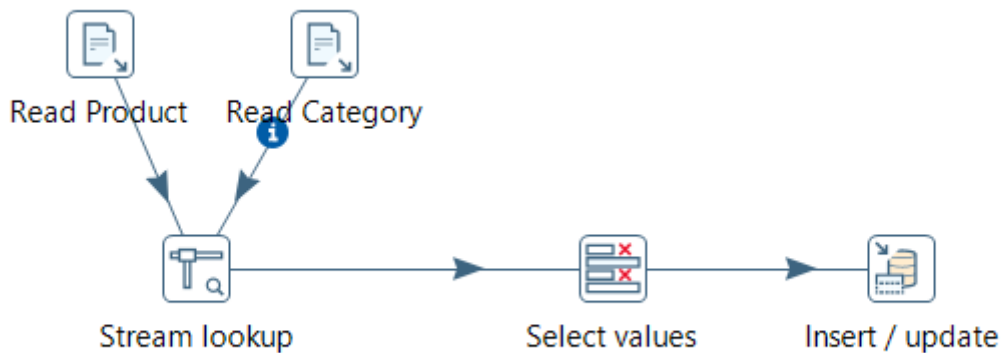 Read Product
Read Category
i
Stream lookup
Select values
Insert / update